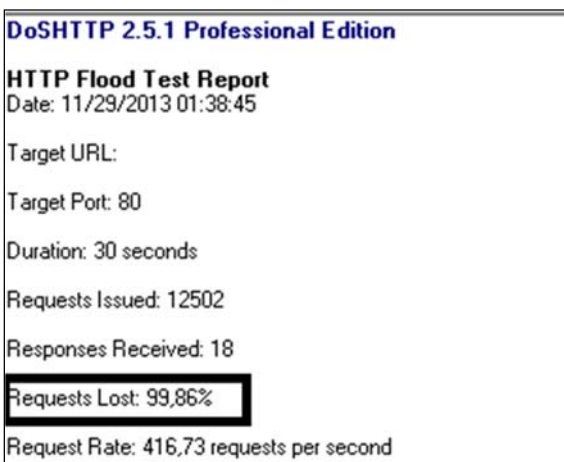 DoSHTTP 2.5.1 Professional Edition
HTTP Flood Test Report
Date: 11/29/2013 01:38:45
Target URL:
Target Port: 80
Duration: 30 seconds
Requests Issued: 12502
Responses Received: 18
Requests Lost: 99,86%
Request Rate: 416,73 requests per second